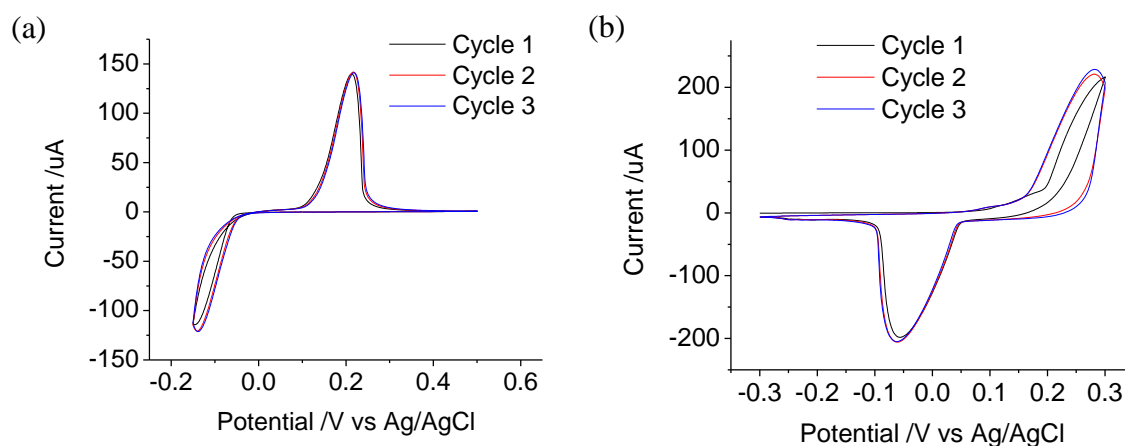 (a)
Cycle 1
Cycle 2
Cycle 3
150
100
50
0
-50
-100
-150
-0.2 0.0 0.2 0.4 0.6
Current /uA
Potential /V vs Ag/AgCl
(b)
Cycle 1
Cycle 2
Cycle 3
200
100
0
-100
-200
-0.3 -0.2 -0.1 0.0 0.1 0.2 0.3
Current /uA
Potential /V vs Ag/AgCl